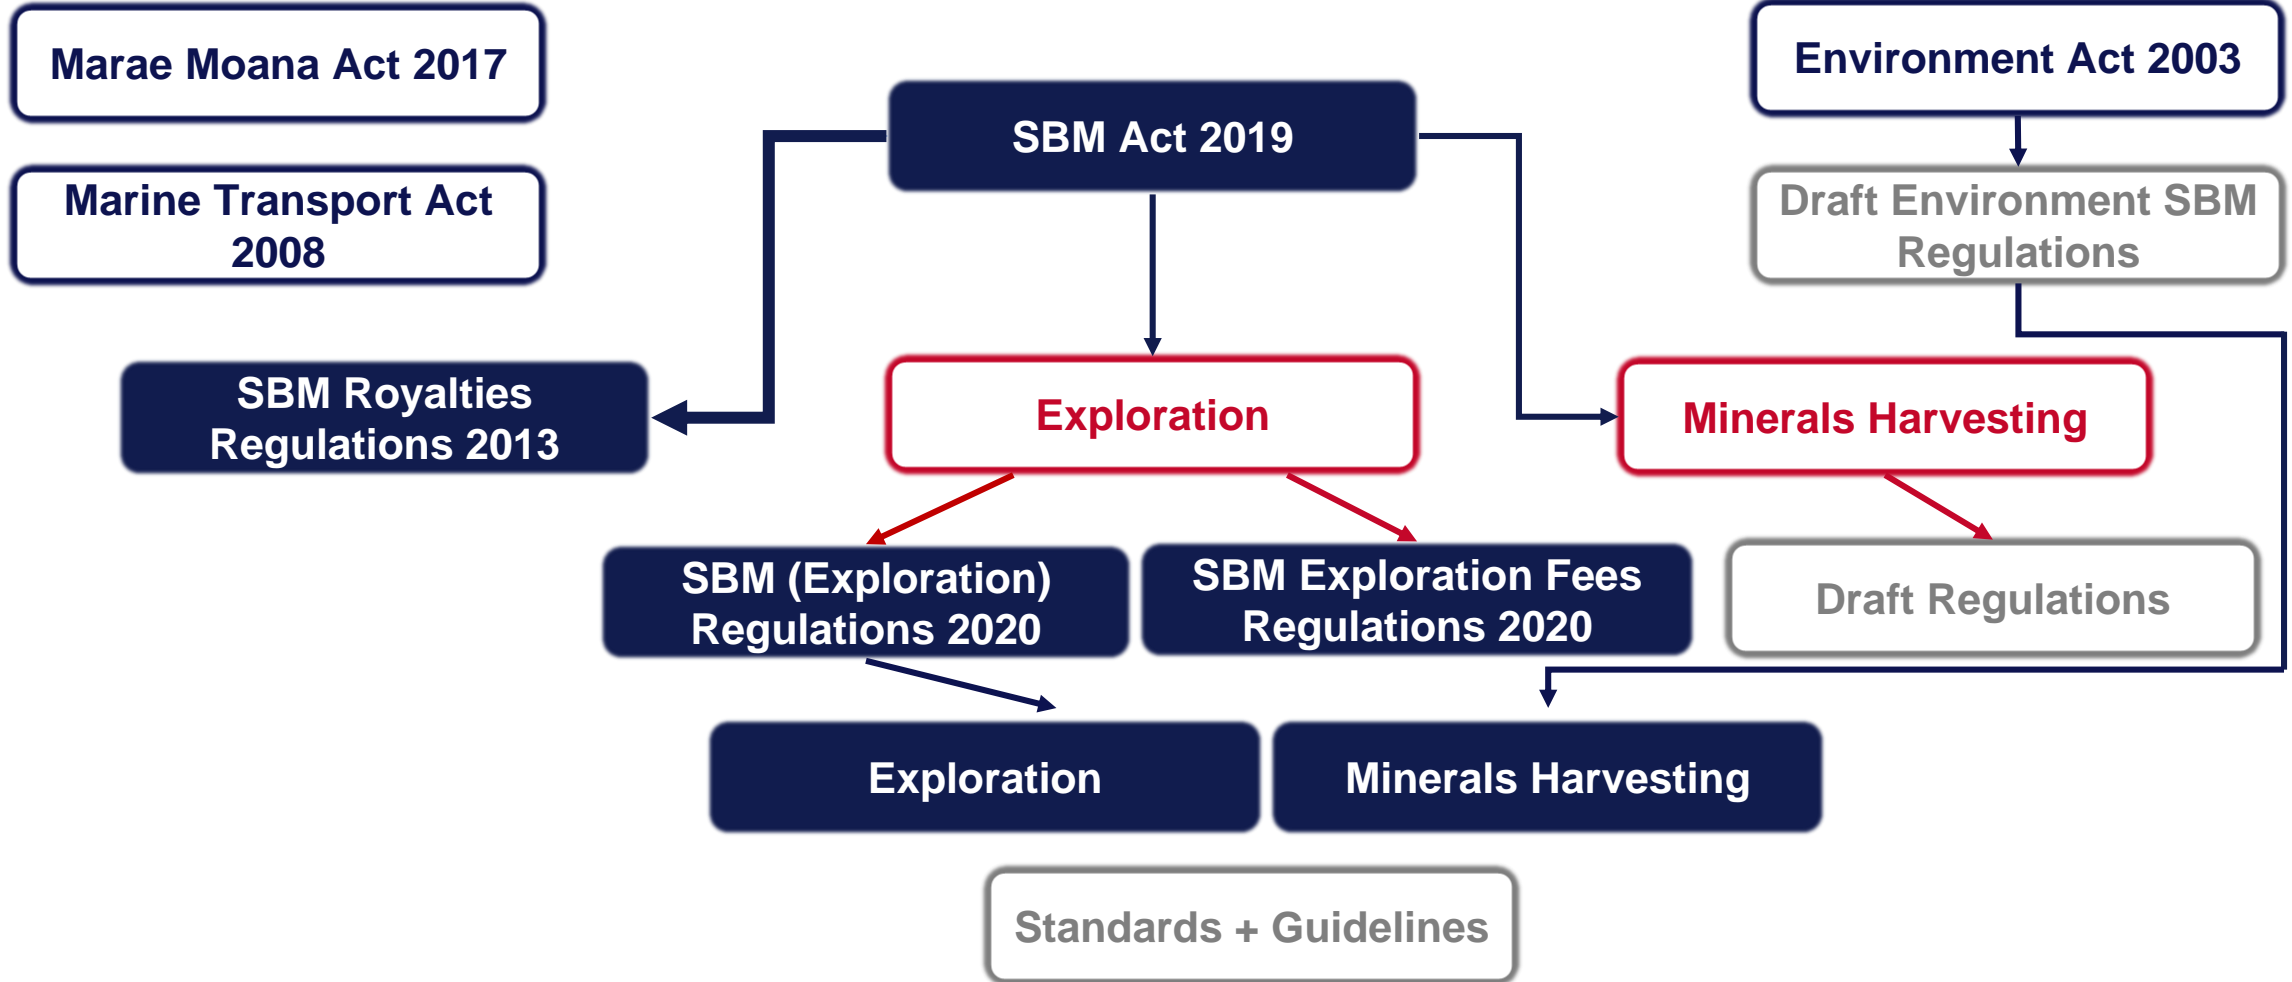 Marae Moana Act 2017
Environment Act 2003
SBM Act 2019
Marine Transport Act
2008
Draft Environment SBM
Regulations
SBM Royalties
Regulations 2013
Exploration
Minerals Harvesting
SBM (Exploration)
Regulations 2020
SBM Exploration Fees
Regulations 2020
Draft Regulations
Exploration
Minerals Harvesting
Standards + Guidelines